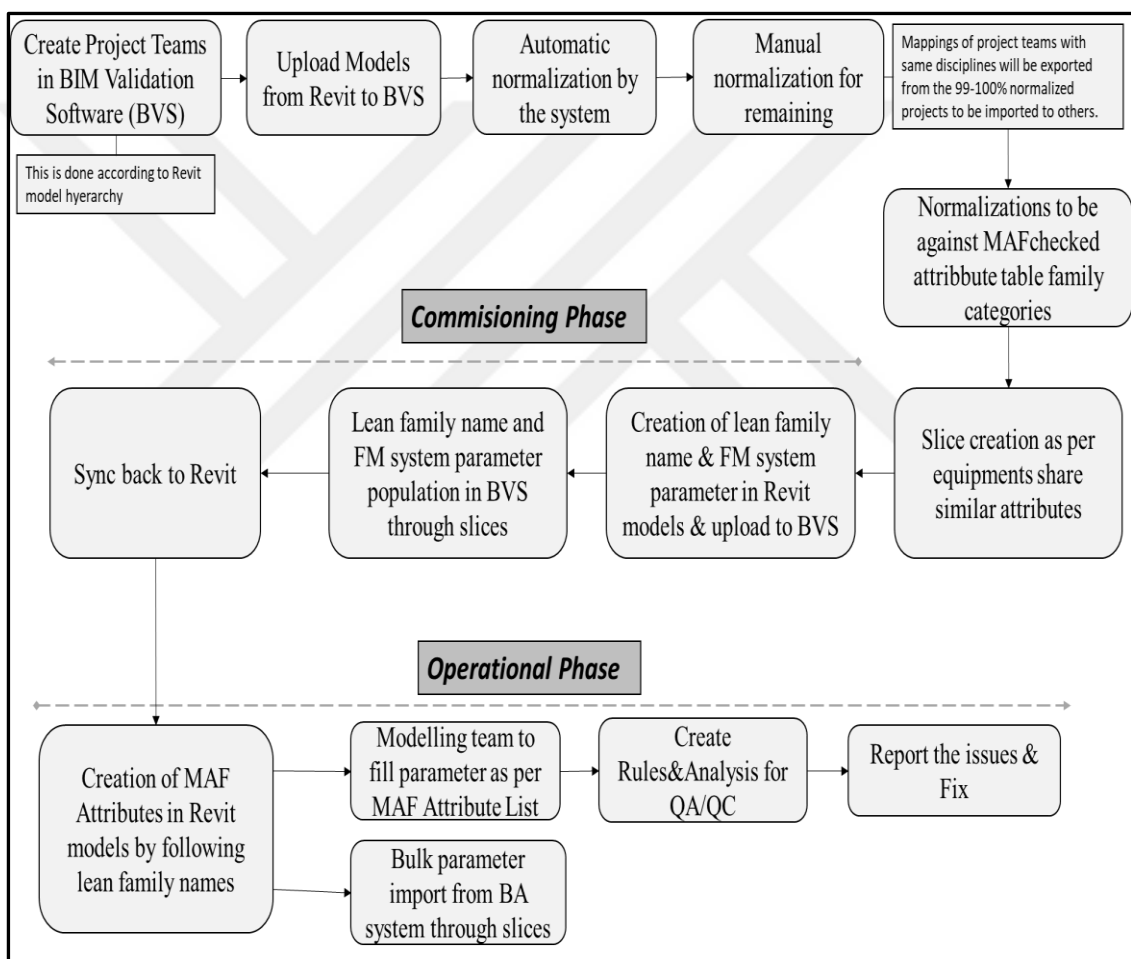 Create Project Teams
in BIM Validation
Software (BVS)
Upload Models
from Revit to BVS
Automatic
normalization by
the system
Manual
normalization for
remaining
Mappings of project teams with
same disciplines will be exported
from the 99-100% normalized
projects to be imported to others.
This is done according to Revit
model hyerarchy
Normalizations to be
against MAFchecked
attribbute table family
categories
Commisioning Phase
Sync back to Revit
Lean family name and
FM system parameter
population in BVS
through slices
Creation of lean family
name & FM system
parameter in Revit
models & upload to BVS
Slice creation as per
equipments share
similar attributes
Operational Phase
Creation of MAF
Attributes in Revit
models by following
lean family names
Modelling team to
fill parameter as per
MAF Attribute List
Create
Rules&Analysis for
QA/QC
Report the issues &
Fix
Bulk parameter
import from BA
system through slices